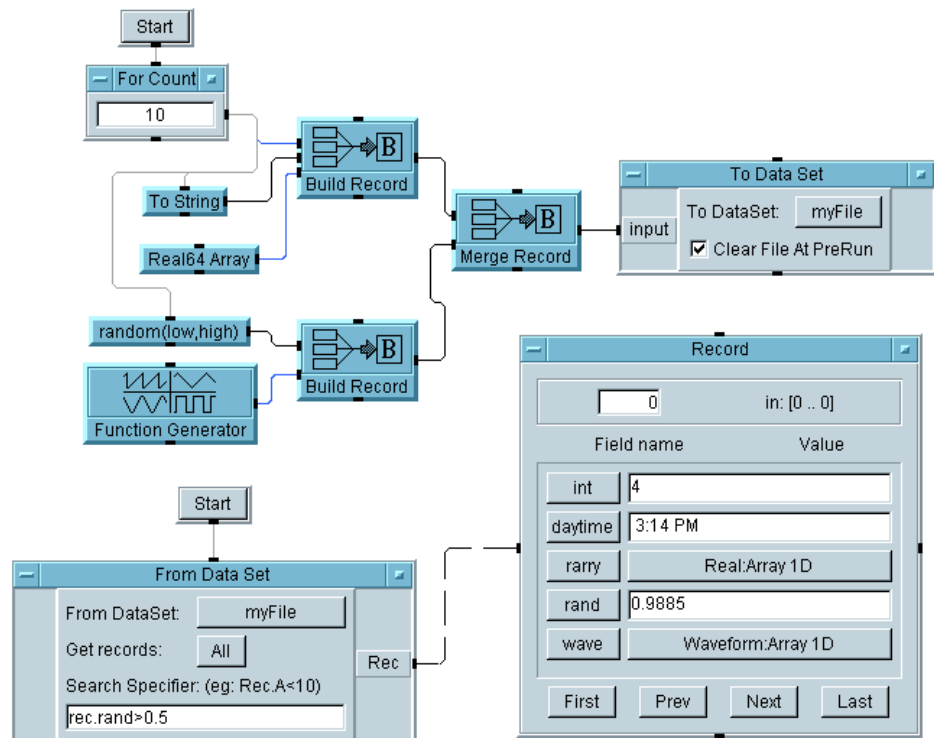 Start
For Count
10
B
Build Record
To String
Real64 Array
B
Merge Record
To Data Set
To DataSet: myFile
input
Clear File At PreRun
random(low,high)
B
Build Record
Function Generator
Record
0 in: [0 .. 0]
Field name Value
int 4
daytime 3:14 PM
rarry Real:Array 1D
rand 0.9885
wave Waveform:Array 1D
First Prev Next Last
Start
From Data Set
From DataSet: myFile
Get records: All
Rec
Search Specifier: (eg: Rec.A<10)
rec.rand>0.5